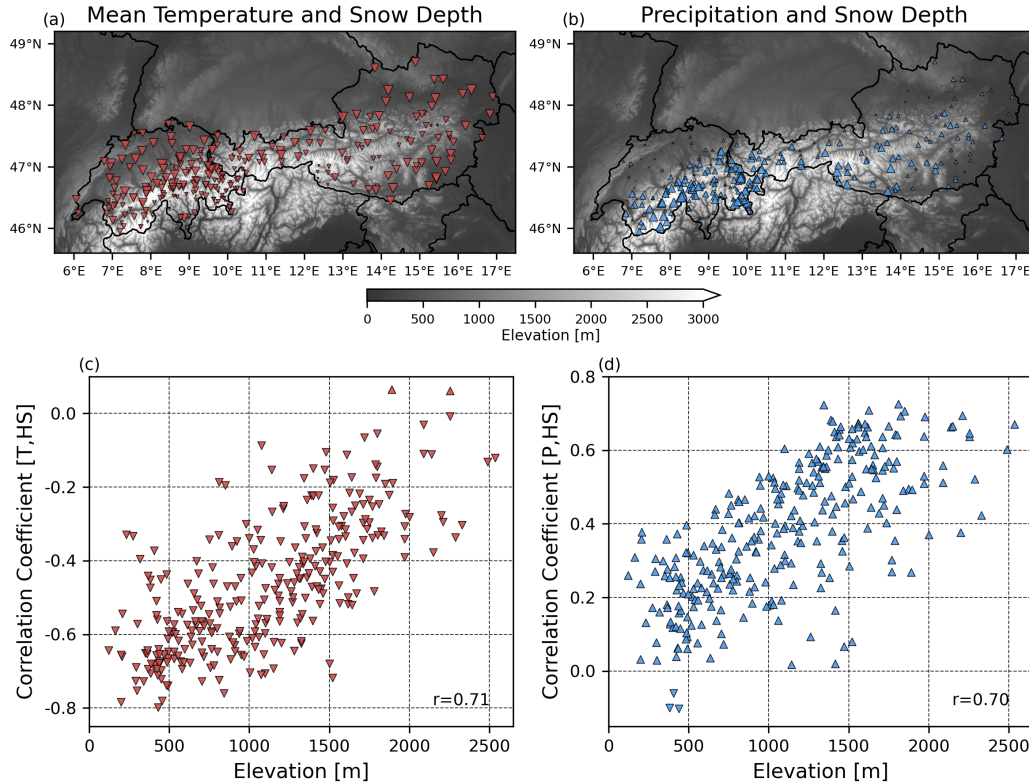 (a) Mean Temperature and Snow Depth
49°N
48°N
47°N
46°N
6°E 7°E 8°E 9°E 10°E 11°E 12°E 13°E 14°E 15°E 16°E 17°E
(b) Precipitation and Snow Depth
49°N
48°N
47°N
46°N
6°E 7°E 8°E 9°E 10°E 11°E 12°E 13°E 14°E 15°E 16°E 17°E
0 500 1000 1500 2000 2500 3000
Elevation [m]
(c)
Correlation Coefficient [T,HS]
0.0
-0.2
-0.4
-0.6
-0.8
r=0.71
0 500 1000 1500 2000 2500
Elevation [m]
(d)
Correlation Coefficient [P,HS]
0.8
0.6
0.4
0.2
0.0
r=0.70
0 500 1000 1500 2000 2500
Elevation [m]